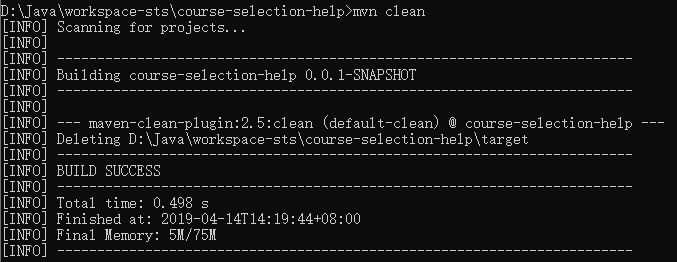 D:\Java\workspace-sts\course-selection-help>mvn clean
[INFO] Scanning for projects...
[INFO]
[INFO] ------------------------------------------------------------------------
[INFO] Building course-selection-help 0.0.1-SNAPSHOT
[INFO] ------------------------------------------------------------------------
[INFO]
[INFO] --- maven-clean-plugin:2.5:clean (default-clean) @ course-selection-help ---
[INFO] Deleting D:\Java\workspace-sts\course-selection-help\target
[INFO] ------------------------------------------------------------------------
[INFO] BUILD SUCCESS
[INFO] ------------------------------------------------------------------------
[INFO] Total time: 0.498 s
[INFO] Finished at: 2019-04-14T14:19:44+08:00
[INFO] Final Memory: 5M/75M
[INFO] ------------------------------------------------------------------------